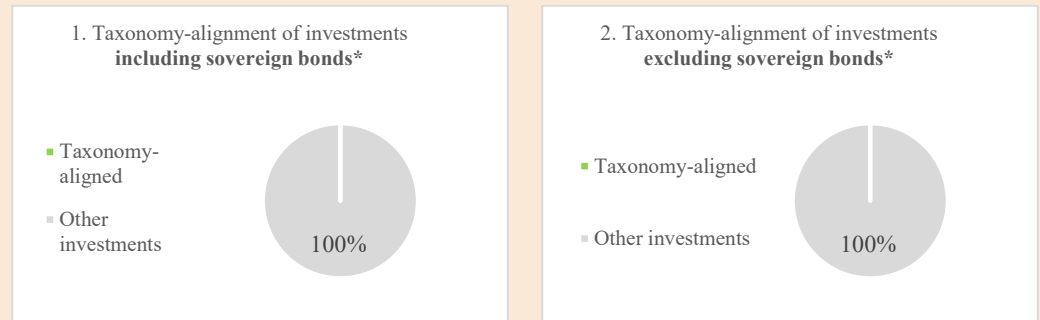 1. Taxonomy-alignment of investments
including sovereign bonds*
Taxonomy-
aligned
Other
investments
100%
2. Taxonomy-alignment of investments
excluding sovereign bonds*
Taxonomy-aligned
Other investments
100%